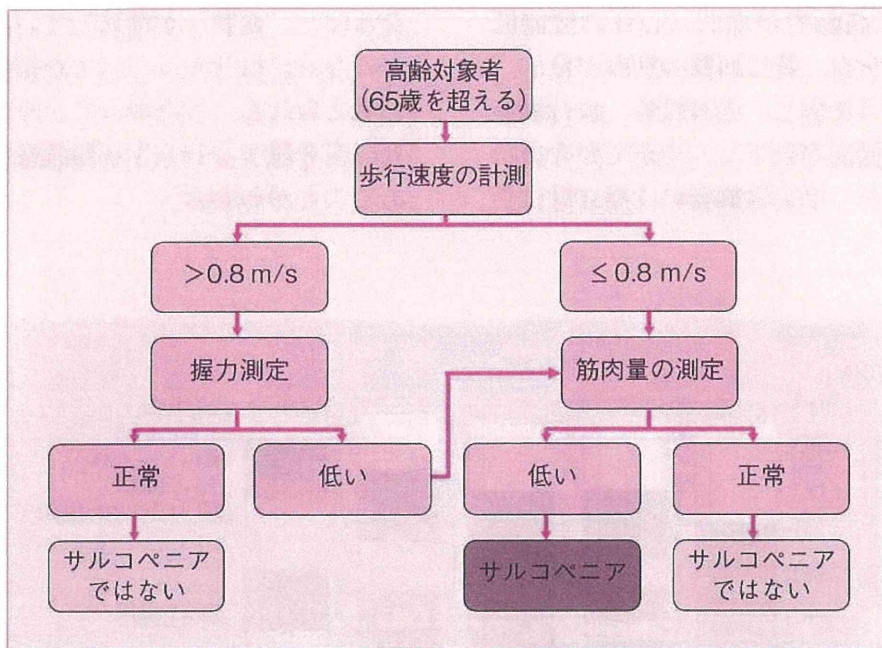 高齢対象者
(65歳を超える)
歩行速度の計測
>0.8 m/s
≤0.8 m/s
握力測定
筋肉量の測定
正常
低い
低い
正常
サルコペニア
ではない
サルコペニア
サルコペニア
ではない